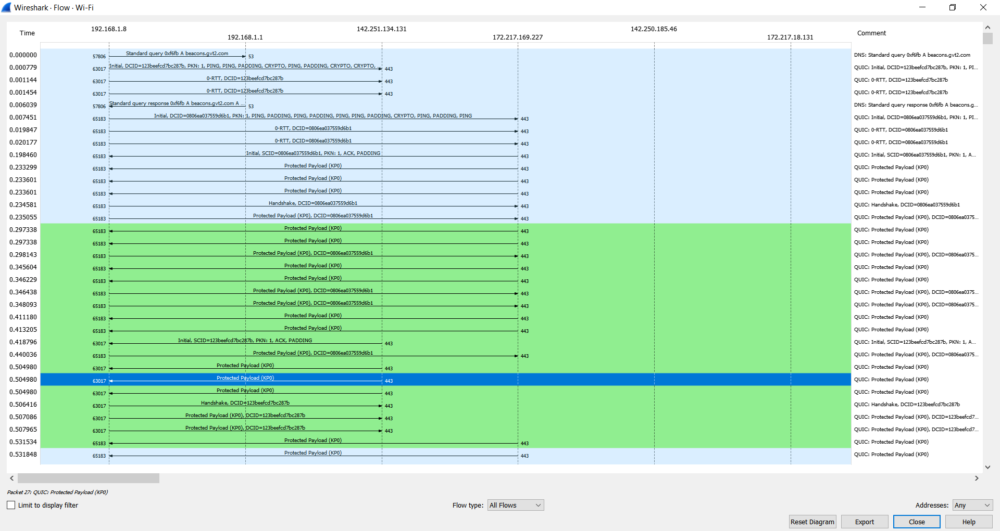 Wireshark · Flow · Wi-Fi
Time 192.168.1.8 192.168.1.1 142.251.134.131 172.217.169.227 142.250.185.46 172.217.18.131 Comment
0.000000 57806 Standard query 0xf6fb A beacons.gvt2.com 53 DNS: Standard query 0xf6fb A beacons.gvt2.com
0.000779 63017 Initial, DCID=123beefcd7bc287b, PKN: 1, PING, PING, PADDING, CRYPTO, PING, PADDING, CRYPTO, CRYPTO, ... 443 QUIC: Initial, DCID=123beefcd7bc287b, PKN: 1, PI...
0.001144 63017 0-RTT, DCID=123beefcd7bc287b 443 QUIC: 0-RTT, DCID=123beefcd7bc287b
0.001454 63017 0-RTT, DCID=123beefcd7bc287b 443 QUIC: 0-RTT, DCID=123beefcd7bc287b
0.006039 57806 Standard query response 0xf6fb A beacons.gvt2.com A ... 53 DNS: Standard query response 0xf6fb A beacons.g...
0.007451 65183 Initial, DCID=0806ea037559d6b1, PKN: 1, PING, PADDING, PING, PADDING, PING, PING, PADDING, CRYPTO, PING, PADDING, PING 443 QUIC: Initial, DCID=0806ea037559d6b1, PKN: 1, PI...
0.019847 65183 0-RTT, DCID=0806ea037559d6b1 443 QUIC: 0-RTT, DCID=0806ea037559d6b1
0.020177 65183 0-RTT, DCID=0806ea037559d6b1 443 QUIC: 0-RTT, DCID=0806ea037559d6b1
0.198460 65183 Initial, SCID=0806ea037559d6b1, PKN: 1, ACK, PADDING 443 QUIC: Initial, SCID=0806ea037559d6b1, PKN: 1, A...
0.233299 65183 Protected Payload (KP0) 443 QUIC: Protected Payload (KP0)
0.233601 65183 Protected Payload (KP0) 443 QUIC: Protected Payload (KP0)
0.233601 65183 Protected Payload (KP0) 443 QUIC: Protected Payload (KP0)
0.234581 65183 Handshake, DCID=0806ea037559d6b1 443 QUIC: Handshake, DCID=0806ea037559d6b1
0.235055 65183 Protected Payload (KP0), DCID=0806ea037559d6b1 443 QUIC: Protected Payload (KP0), DCID=0806ea0375...
0.297338 65183 Protected Payload (KP0) 443 QUIC: Protected Payload (KP0)
0.297338 65183 Protected Payload (KP0) 443 QUIC: Protected Payload (KP0)
0.298143 65183 Protected Payload (KP0), DCID=0806ea037559d6b1 443 QUIC: Protected Payload (KP0), DCID=0806ea0375...
0.345604 65183 Protected Payload (KP0) 443 QUIC: Protected Payload (KP0)
0.346229 65183 Protected Payload (KP0) 443 QUIC: Protected Payload (KP0)
0.346438 65183 Protected Payload (KP0), DCID=0806ea037559d6b1 443 QUIC: Protected Payload (KP0), DCID=0806ea0375...
0.348093 65183 Protected Payload (KP0), DCID=0806ea037559d6b1 443 QUIC: Protected Payload (KP0), DCID=0806ea0375...
0.411180 65183 Protected Payload (KP0) 443 QUIC: Protected Payload (KP0)
0.413205 65183 Protected Payload (KP0) 443 QUIC: Protected Payload (KP0)
0.418796 63017 Initial, SCID=123beefcd7bc287b, PKN: 1, ACK, PADDING 443 QUIC: Initial, SCID=123beefcd7bc287b, PKN: 1, A...
0.440036 65183 Protected Payload (KP0), DCID=0806ea037559d6b1 443 QUIC: Protected Payload (KP0), DCID=0806ea0375...
0.504980 63017 Protected Payload (KP0) 443 QUIC: Protected Payload (KP0)
0.504980 63017 Protected Payload (KP0) 443 QUIC: Protected Payload (KP0)
0.504980 63017 Protected Payload (KP0) 443 QUIC: Protected Payload (KP0)
0.506416 63017 Handshake, DCID=123beefcd7bc287b 443 QUIC: Handshake, DCID=123beefcd7bc287b
0.507086 63017 Protected Payload (KP0), DCID=123beefcd7bc287b 443 QUIC: Protected Payload (KP0), DCID=123beefcd7...
0.507965 63017 Protected Payload (KP0), DCID=123beefcd7bc287b 443 QUIC: Protected Payload (KP0), DCID=123beefcd7...
0.531534 65183 Protected Payload (KP0) 443 QUIC: Protected Payload (KP0)
0.531848 65183 Protected Payload (KP0) 443 QUIC: Protected Payload (KP0)
Packet 27: QUIC: Protected Payload (KP0)
Limit to display filter Flow type: All Flows Addresses: Any
Reset Diagram Export Close Help